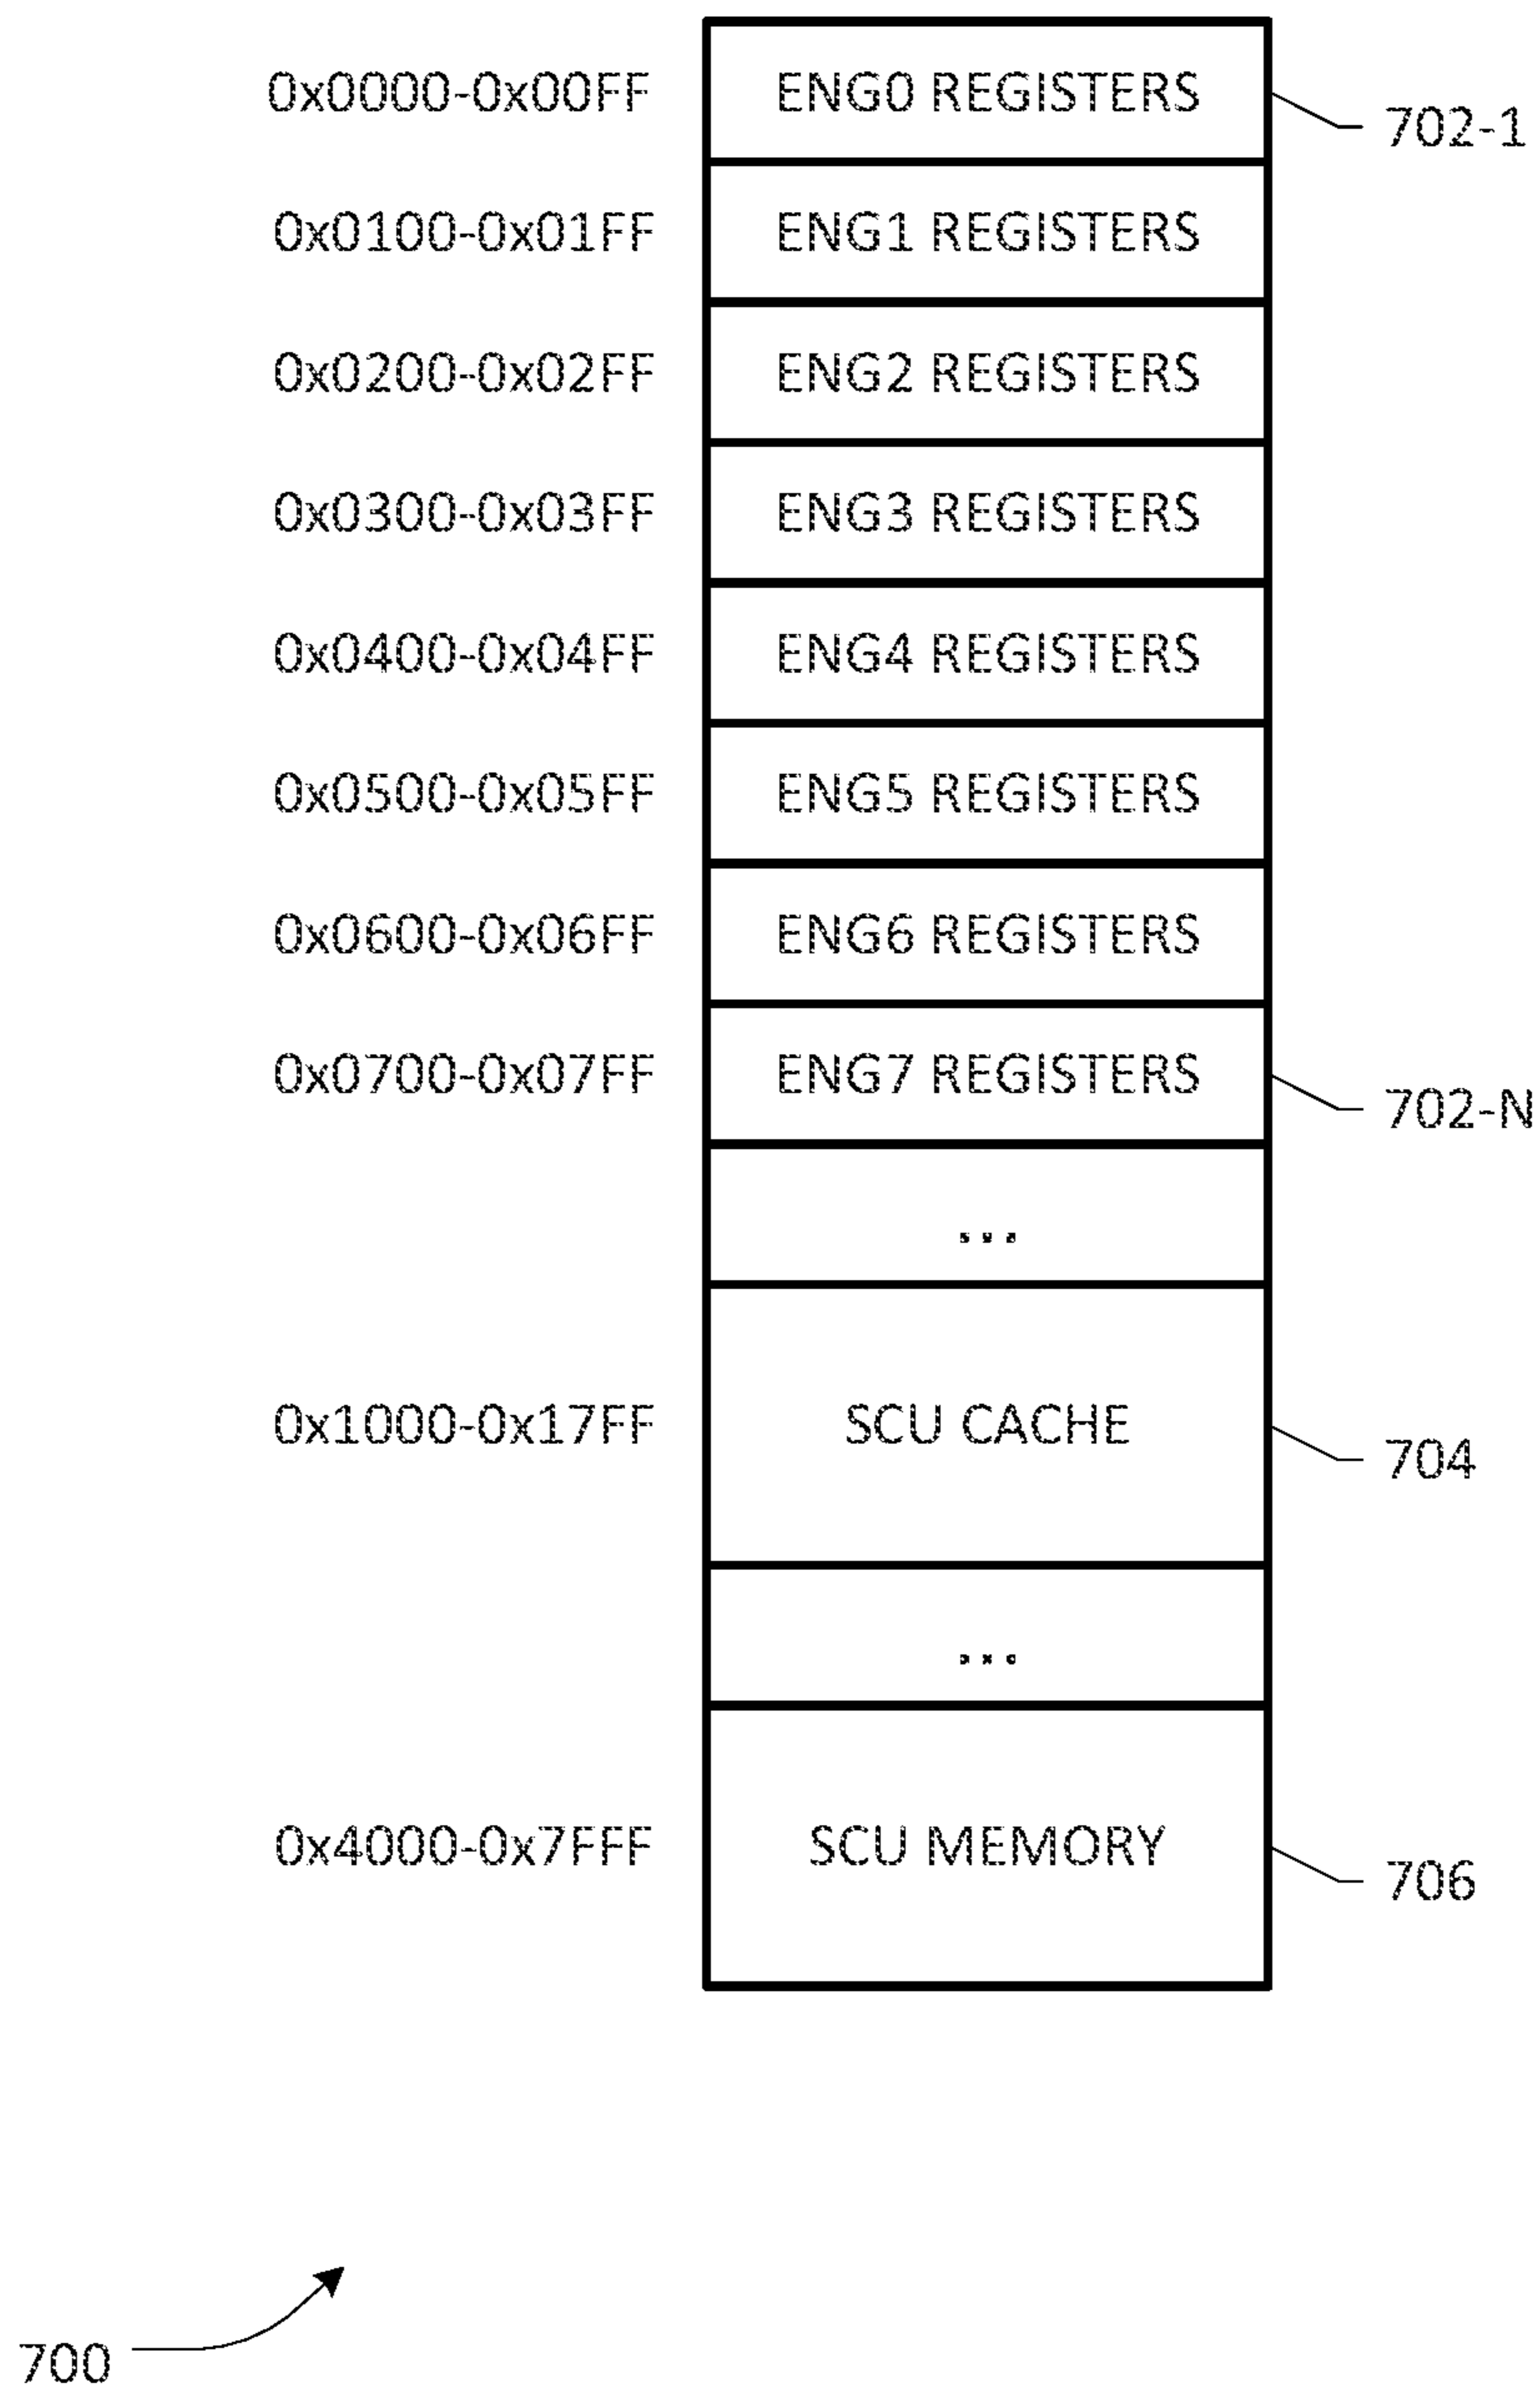 0x0000-0x00FF ENG0 REGISTERS
702-1
0x0100-0x01FF ENG1 REGISTERS
0x0200-0x02FF ENG2 REGISTERS
0x0300-0x03FF ENG3 REGISTERS
0x0400-0x04FF ENG4 REGISTERS
0x0500-0x05FF ENG5 REGISTERS
0x0600-0x06FF ENG6 REGISTERS
0x0700-0x07FF ENG7 REGISTERS
702-N
...
0x1000-0x17FF SCU CACHE
704
...
0x4000-0x7FFF SCU MEMORY
706
700